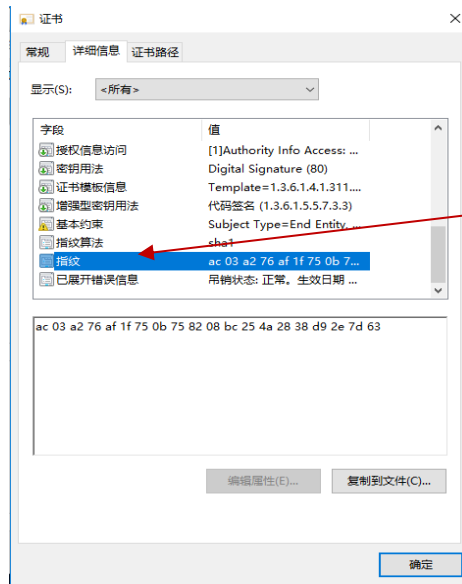 证书
常规 详细信息 证书路径
显示(S): <所有>
字段 值
授权信息访问 [1]Authority Info Access: ...
密钥用法 Digital Signature (80)
证书模板信息 Template=1.3.6.1.4.1.311....
增强型密钥用法 代码签名 (1.3.6.1.5.5.7.3.3)
基本约束 Subject Type=End Entity, ...
指纹算法 sha1
指纹 ac 03 a2 76 af 1f 75 0b 7...
已展开错误信息 吊销状态: 正常。生效日期 ...
ac 03 a2 76 af 1f 75 0b 75 82 08 bc 25 4a 28 38 d9 2e 7d 63
编辑属性(E)... 复制到文件(C)...
确定